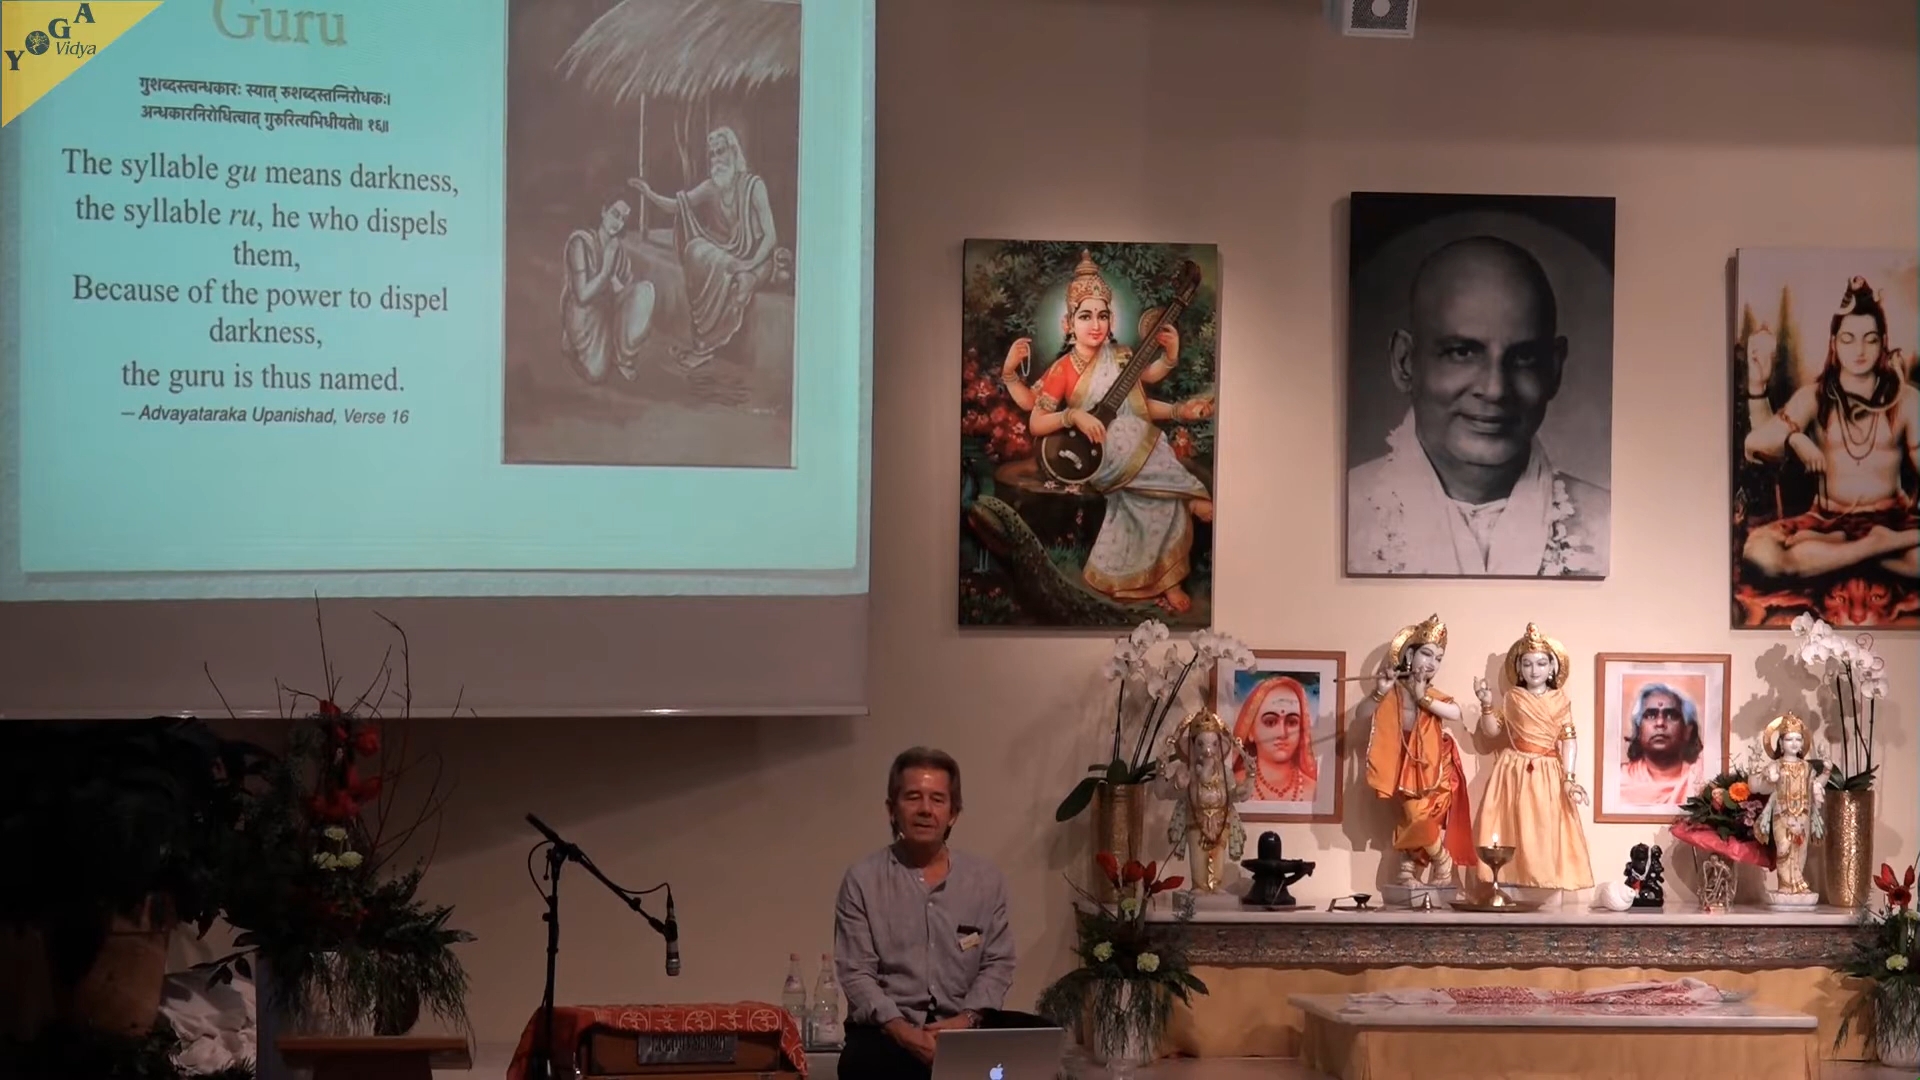 YOGA
Vidya
Guru
गुशब्दस्त्वन्धकारः स्यात् रुशब्दस्तन्निरोधकः।
अन्धकारनिरोधित्वात् गुरुरित्यभिधीयते॥ १६॥
The syllable gu means darkness,
the syllable ru, he who dispels
them,
Because of the power to dispel
darkness,
the guru is thus named.
— Advayataraka Upanishad, Verse 16